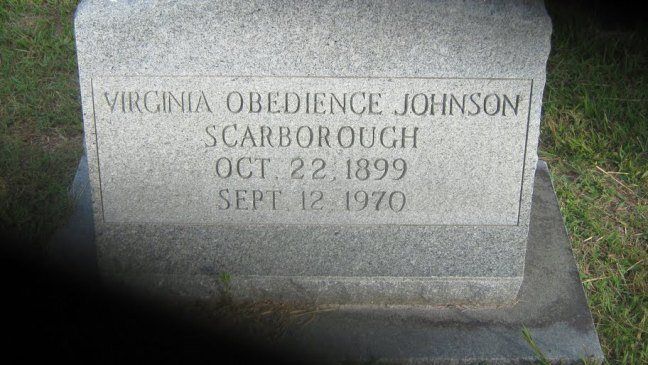 VIRGINIA OBEDIENCE JOHNSON
SCARBOROUGH
OCT. 22, 1899
SEPT. 12 1970